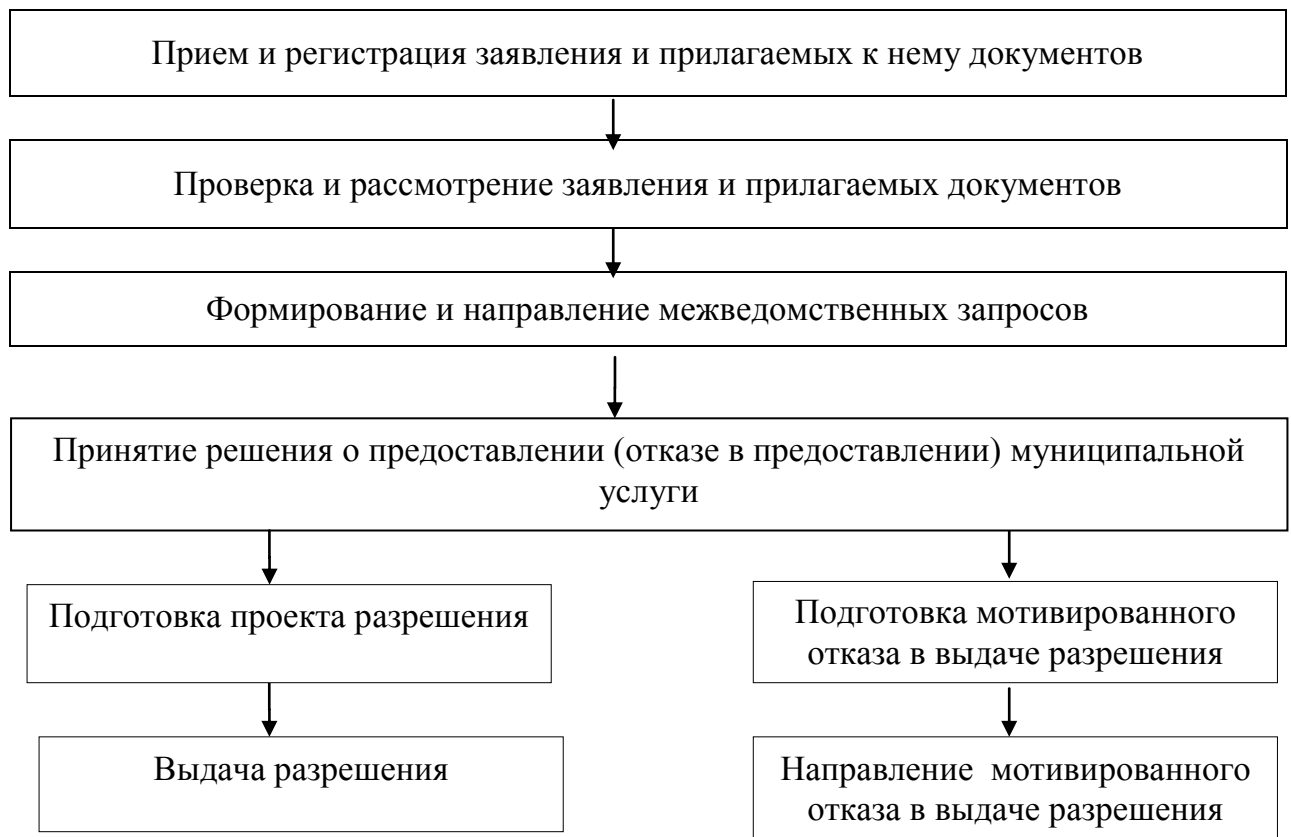 Прием и регистрация заявления и прилагаемых к нему документов
Проверка и рассмотрение заявления и прилагаемых документов
Формирование и направление межведомственных запросов
Принятие решения о предоставлении (отказе в предоставлении) муниципальной
услуги
Подготовка проекта разрешения
Подготовка мотивированного
отказа в выдаче разрешения
Выдача разрешения
Направление мотивированного
отказа в выдаче разрешения